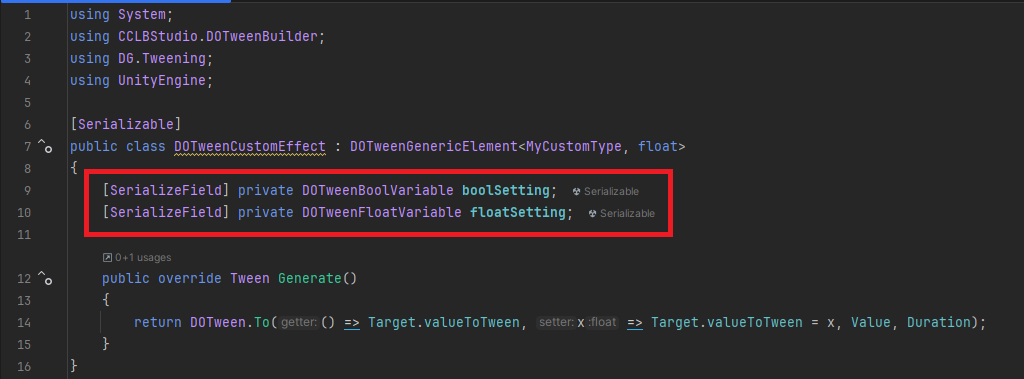 1 using System;
2 using CCLBStudio.DOTweenBuilder;
3 using DG.Tweening;
4 using UnityEngine;
5
6 [Serializable]
7 public class DOTweenCustomEffect : DOTweenGenericElement<MyCustomType, float>
8 {
9 [SerializeField] private DOTweenBoolVariable boolSetting; Serializable
10 [SerializeField] private DOTweenFloatVariable floatSetting; Serializable
11
0+1 usages
12 public override Tween Generate()
13 {
14 return DOTween.To(getter: () => Target.valueToTween, setter: x :float => Target.valueToTween = x, Value, Duration);
15 }
16 }